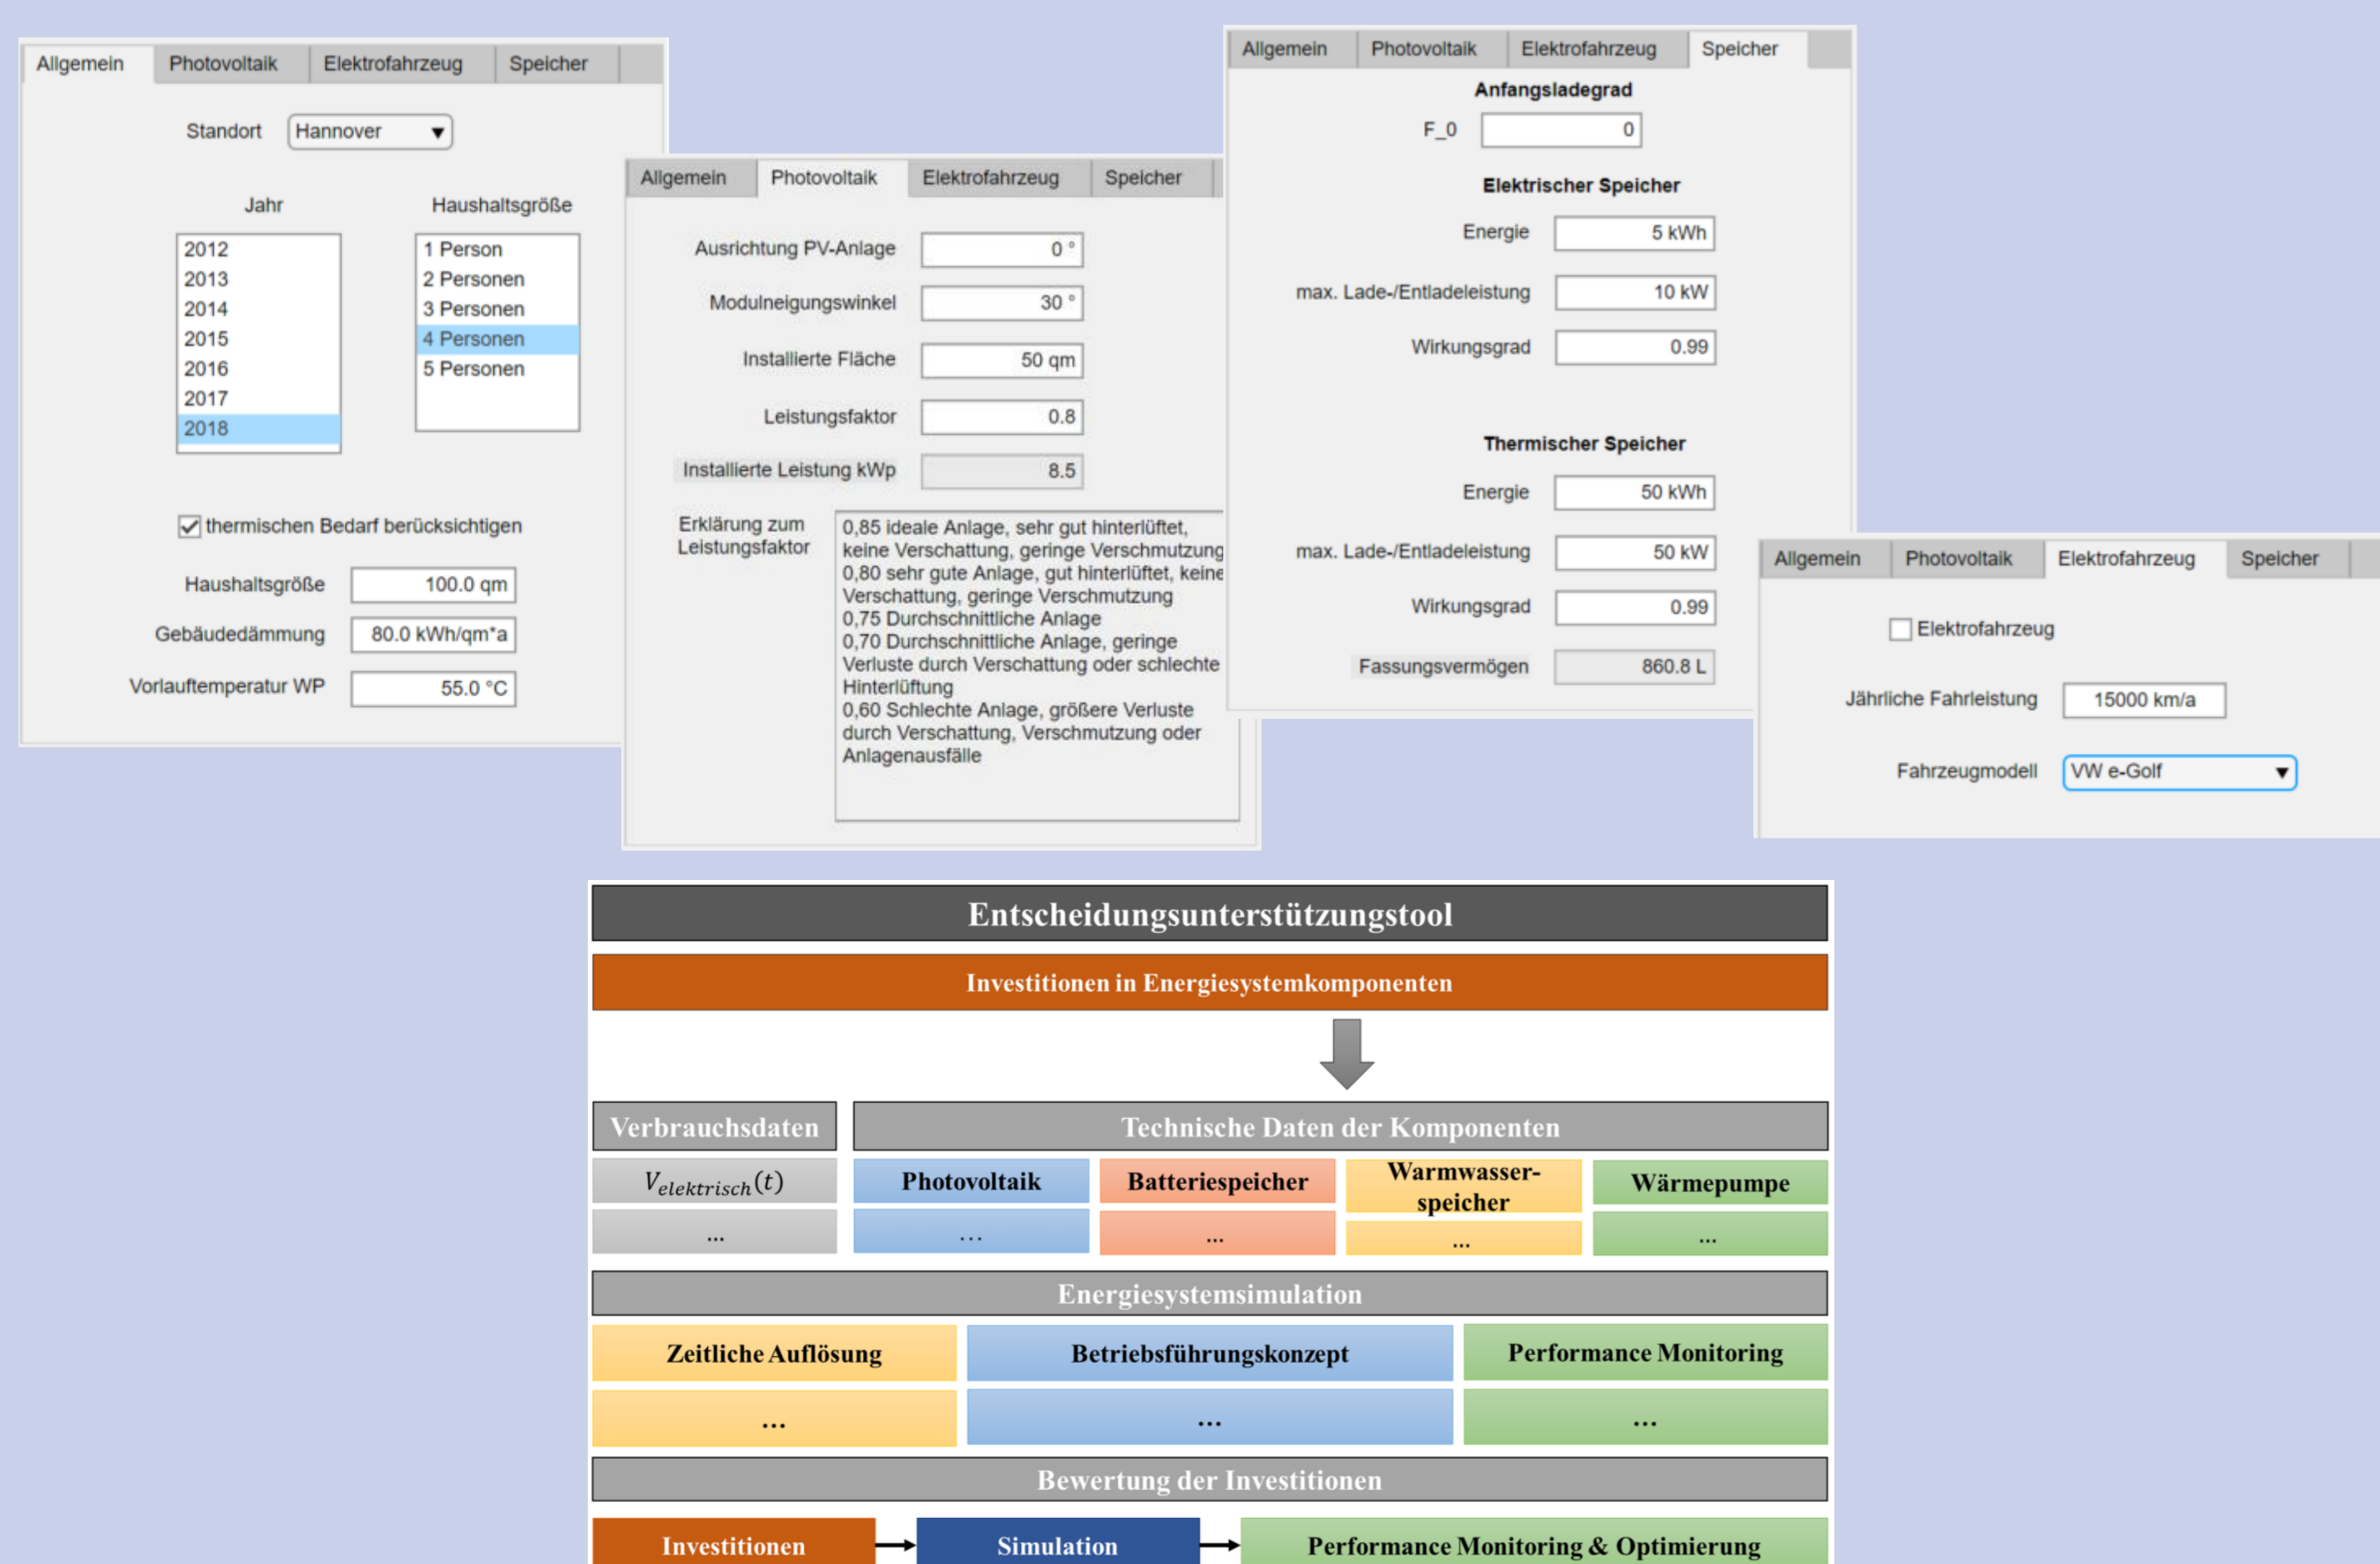 Allgemein Photovoltaik Elektrofahrzeug Speicher
Standort Hannover
Jahr Haushaltsgröße
2012 1 Person
2013 2 Personen
2014 3 Personen
2015 4 Personen
2016 5 Personen
2017
2018
thermischen Bedarf berücksichtigen
Haushaltsgröße 100.0 qm
Gebäudedämmung 80.0 kWh/qm*a
Vorlauftemperatur WP 55.0 °C
Allgemein Photovoltaik Elektrofahrzeug Speicher
Ausrichtung PV-Anlage 0 °
Modulneigungswinkel 30 °
Installierte Fläche 50 qm
Leistungsfaktor 0.8
Installierte Leistung kWp 8.5
Erklärung zum
Leistungsfaktor
0,85 ideale Anlage, sehr gut hinterlüftet,
keine Verschattung, geringe Verschmutzung
0,80 sehr gute Anlage, gut hinterlüftet, keine
Verschattung, geringe Verschmutzung
0,75 Durchschnittliche Anlage
0,70 Durchschnittliche Anlage, geringe
Verluste durch Verschattung oder schlechte
Hinterlüftung
0,60 Schlechte Anlage, größere Verluste
durch Verschattung, Verschmutzung oder
Anlagenausfälle
Allgemein Photovoltaik Elektrofahrzeug Speicher
Anfangsladegrad
F_0 0
Elektrischer Speicher
Energie 5 kWh
max. Lade-/Entladeleistung 10 kW
Wirkungsgrad 0.99
Thermischer Speicher
Energie 50 kWh
max. Lade-/Entladeleistung 50 kW
Wirkungsgrad 0.99
Fassungsvermögen 860.8 L
Allgemein Photovoltaik Elektrofahrzeug Speicher
Elektrofahrzeug
Jährliche Fahrleistung 15000 km/a
Fahrzeugmodell VW e-Golf
Entscheidungsunterstützungstool
Investitionen in Energiesystemkomponenten
Verbrauchsdaten Technische Daten der Komponenten
V_elektrisch(t) Photovoltaik Batteriespeicher Warmwasser- Wärmepumpe
speicher
... ... ... ... ...
Energiesystemsimulation
Zeitliche Auflösung Betriebsführungskonzept Performance Monitoring
... ... ...
Bewertung der Investitionen
Investitionen Simulation Performance Monitoring & Optimierung